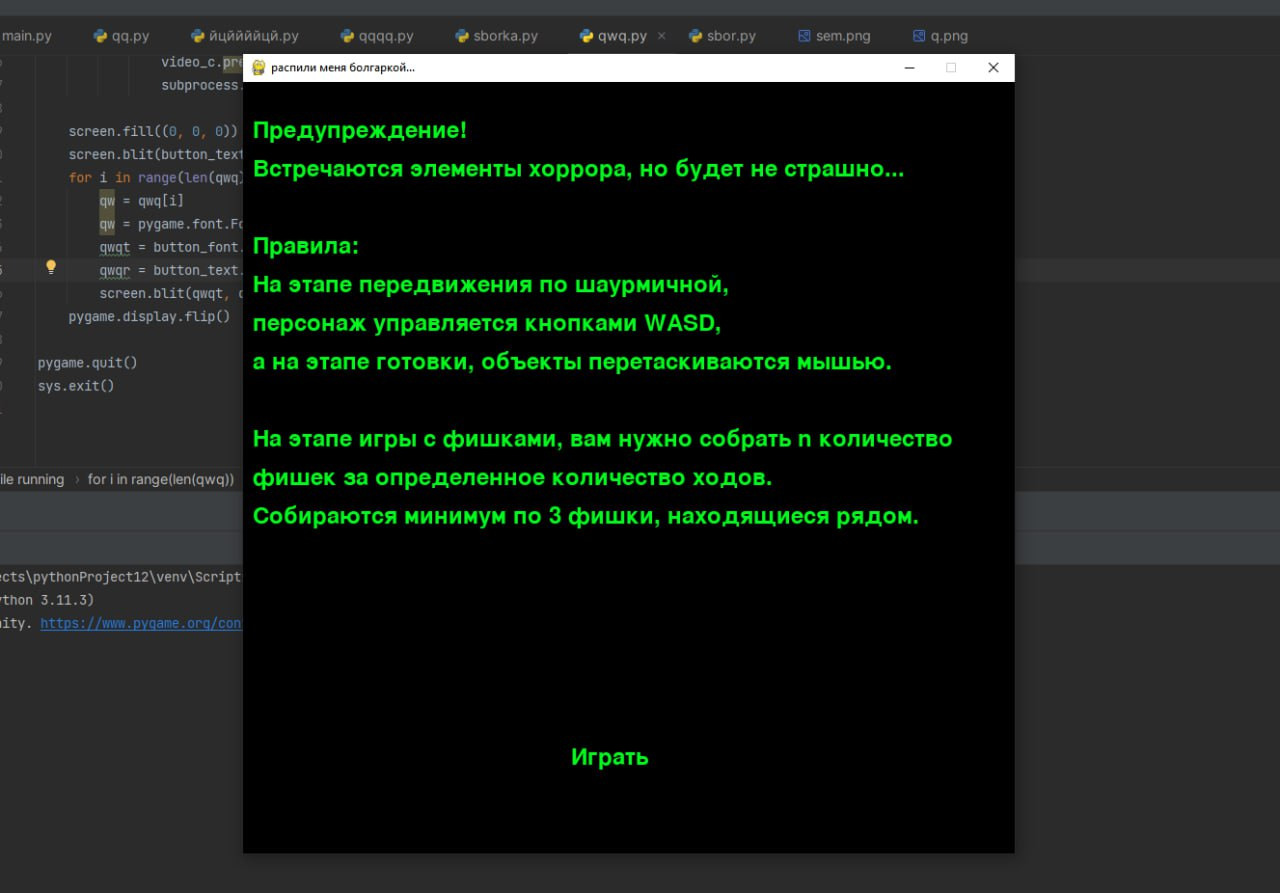 main.py qq.py йцйййцй.py qqqq.py sborka.py qwq.py sbor.py sem.png q.png
video_c.pre
subprocess.
screen.fill((0, 0, 0))
screen.blit(button_text
for i in range(len(qwq)
qw = qwq[i]
qw = pygame.font.Fo
qwqt = button_font.
qwqr = button_text.
screen.blit(qwqt,
pygame.display.flip()
pygame.quit()
sys.exit()
ile running › for i in range(len(qwq))
ects\pythonProject12\venv\Script
ython 3.11.3)
nity. https://www.pygame.org/con
распили меня болгаркой...
Предупреждение!
Встречаются элементы хоррора, но будет не страшно...
Правила:
На этапе передвижения по шаурмичной,
персонаж управляется кнопками WASD,
а на этапе готовки, объекты перетаскиваются мышью.
На этапе игры с фишками, вам нужно собрать n количество
фишек за определенное количество ходов.
Собираются минимум по 3 фишки, находящиеся рядом.
Играть